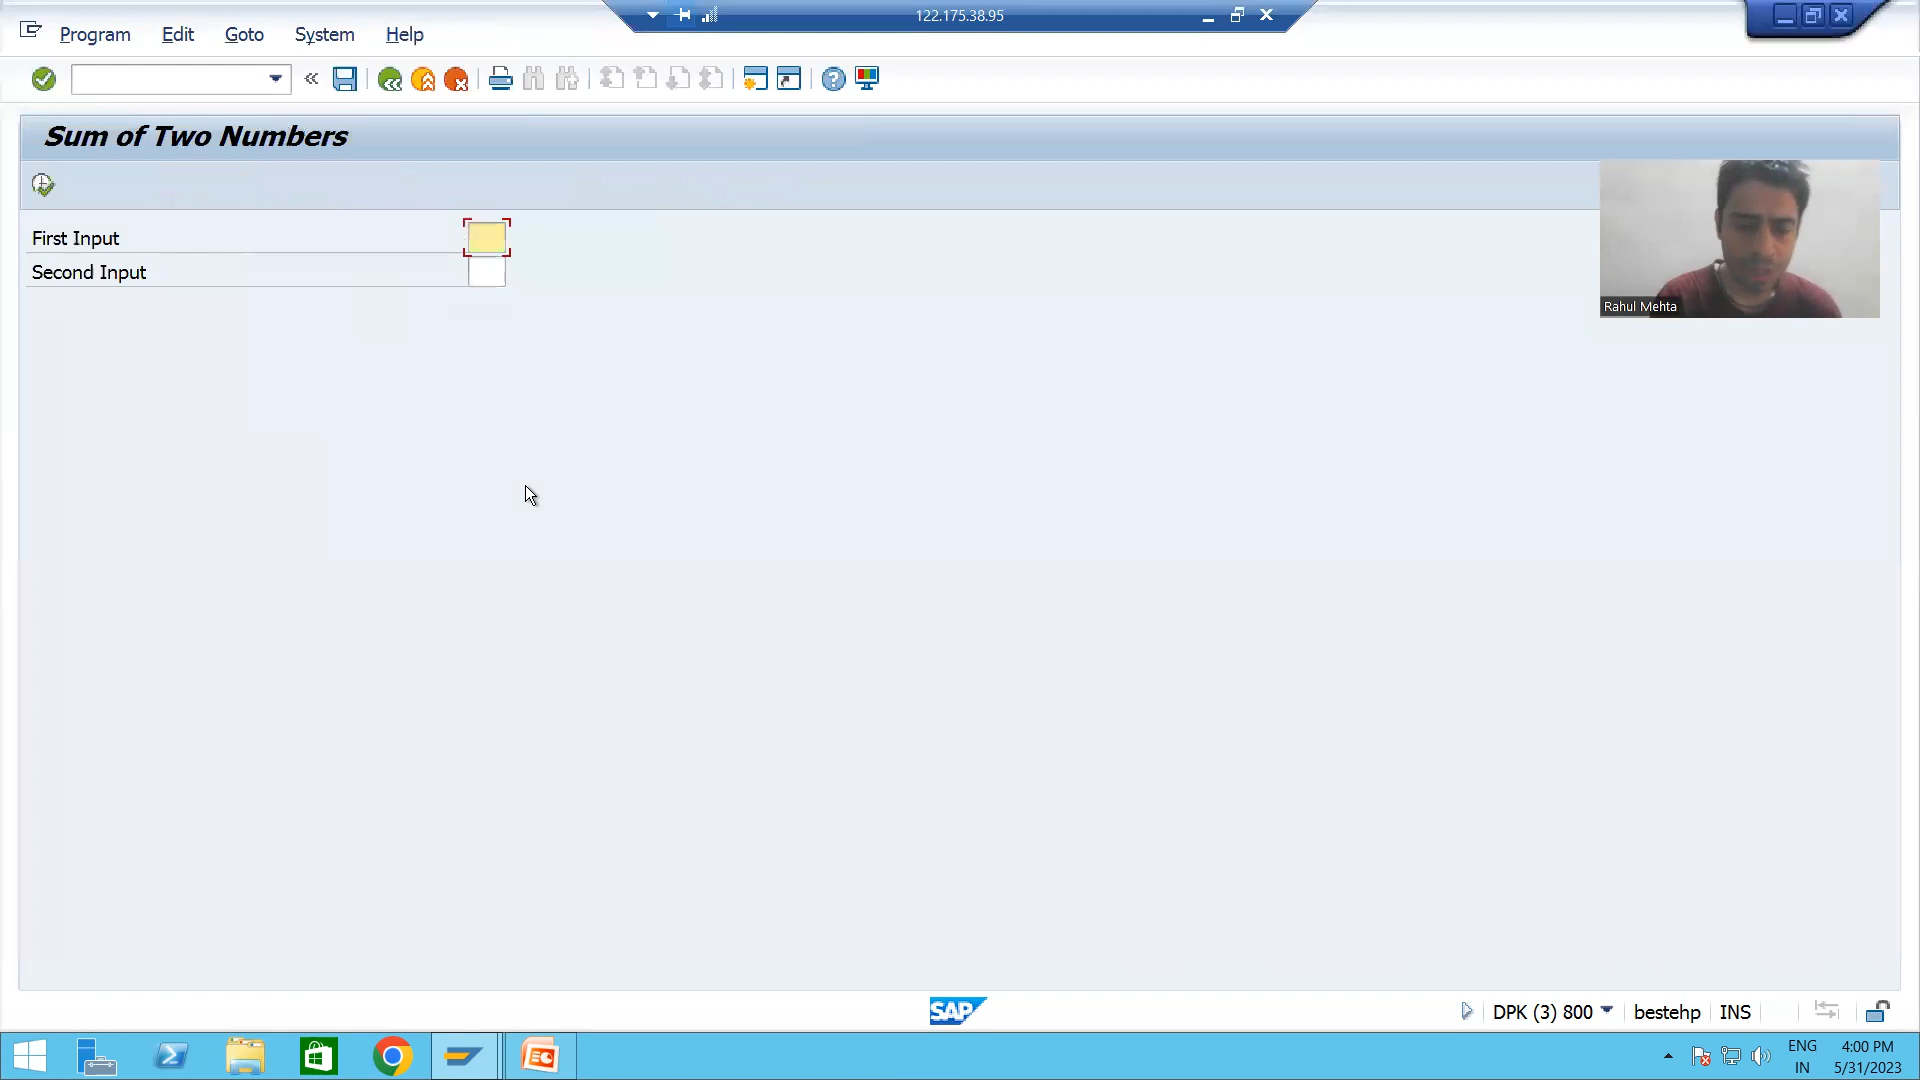 122.175.38.95
Program Edit Goto System Help
Sum of Two Numbers
First Input
Second Input
Rahul Mehta
SAP
DPK (3) 800 bestehp INS
ENG 4:00 PM
IN 5/31/2023